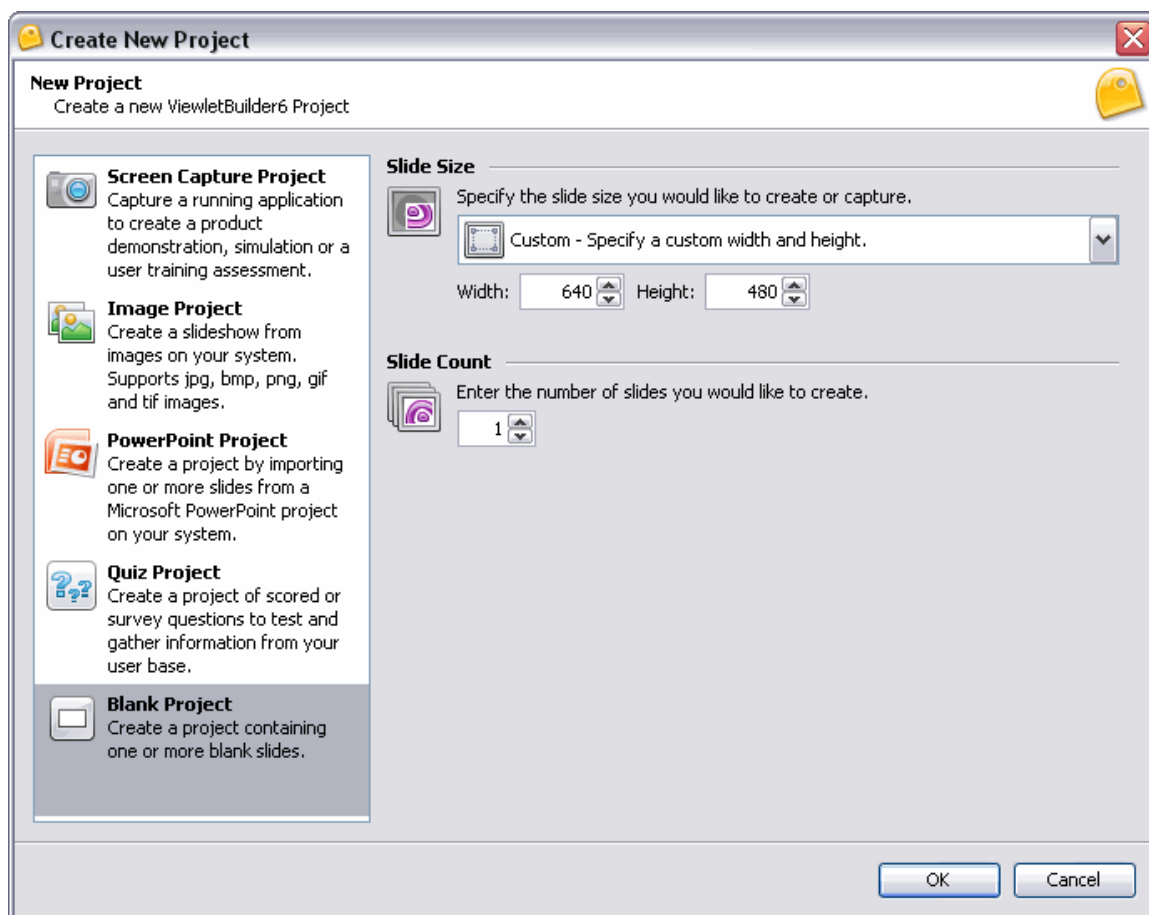 Create New Project
New Project
Create a new ViewletBuilder6 Project
Screen Capture Project
Capture a running application
to create a product
demonstration, simulation or a
user training assessment.
Image Project
Create a slideshow from
images on your system.
Supports jpg, bmp, png, gif
and tif images.
PowerPoint Project
Create a project by importing
one or more slides from a
Microsoft PowerPoint project
on your system.
Quiz Project
Create a project of scored or
survey questions to test and
gather information from your
user base.
Blank Project
Create a project containing
one or more blank slides.
Slide Size
Specify the slide size you would like to create or capture.
Custom - Specify a custom width and height.
Width: 640 Height: 480
Slide Count
Enter the number of slides you would like to create.
1
OK Cancel